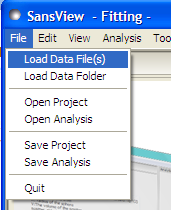 SansView - Fitting -
File Edit View Analysis Too
Load Data File(s)
Load Data Folder
Open Project
Open Analysis
Save Project
Save Analysis
Quit